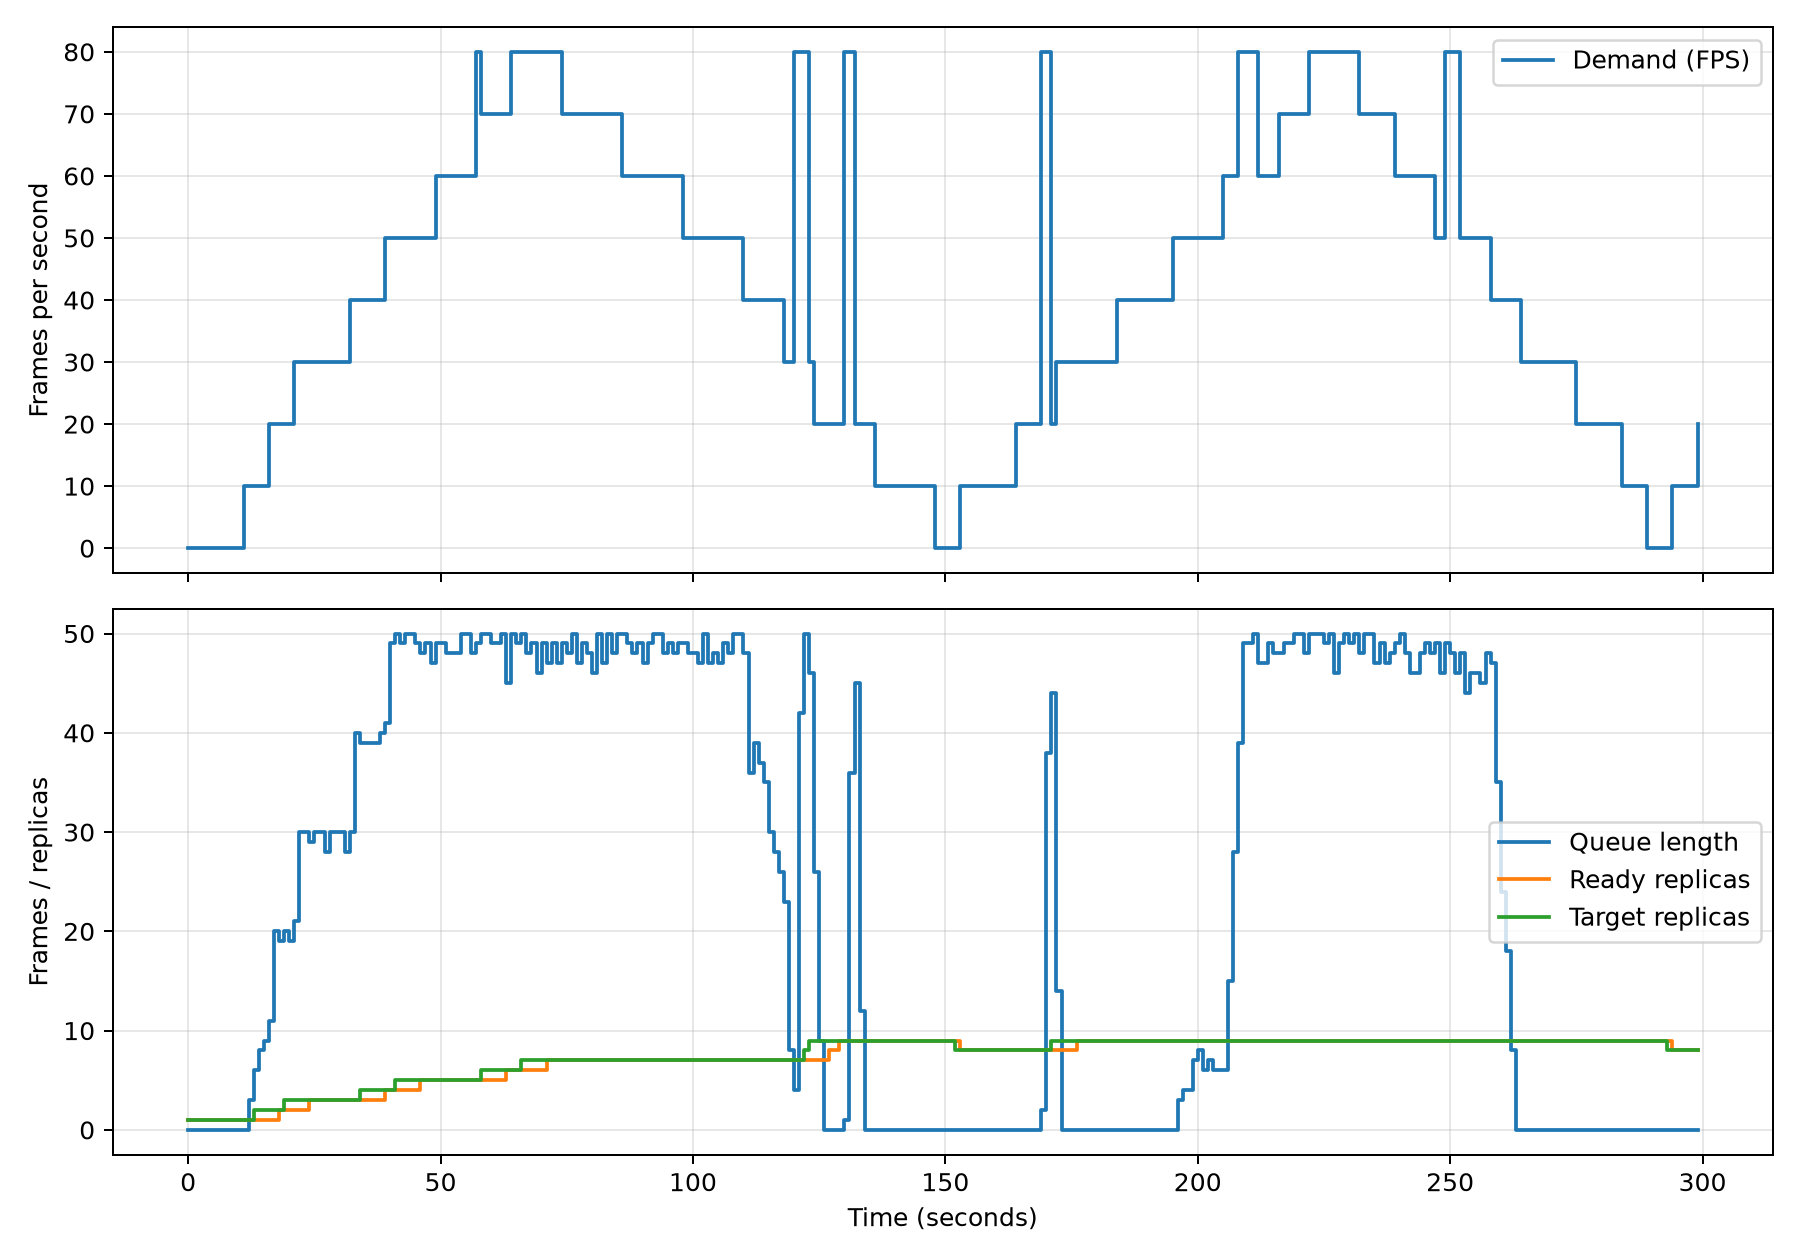 80
70
60
50
40
30
20
10
0
Frames per second
Demand (FPS)
50
40
30
20
10
0
Frames / replicas
Queue length
Ready replicas
Target replicas
0 50 100 150 200 250 300
Time (seconds)